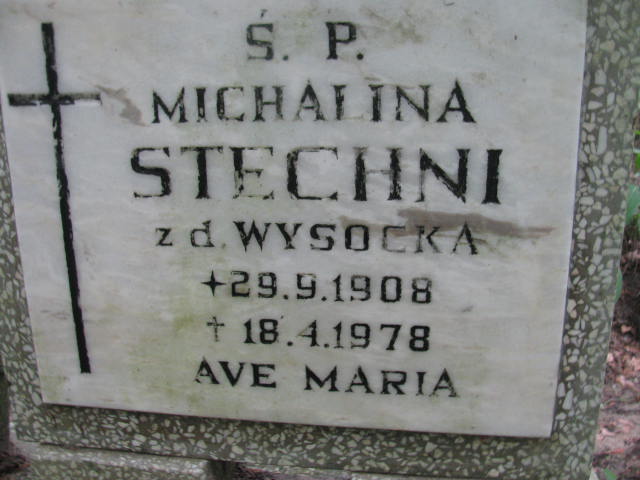 Ś. P.
MICHALINA
STECHNI
z d. WYSOCKA
+29.9.1908
† 18.4.1978
AVE MARIA